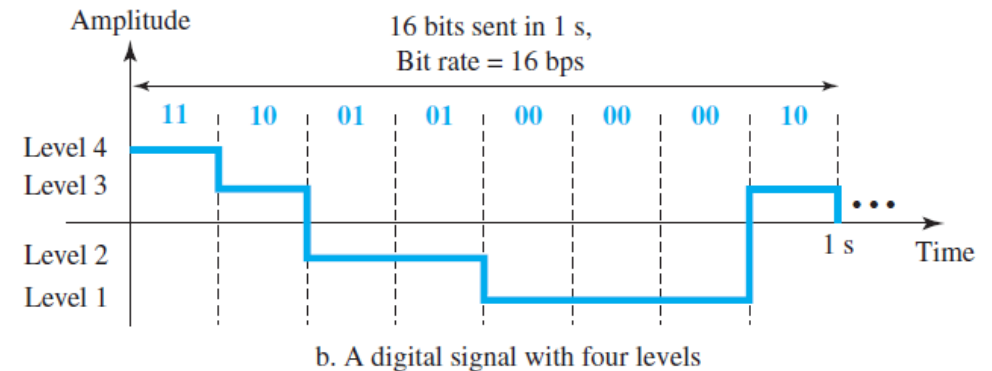 Amplitude
16 bits sent in 1 s,
Bit rate = 16 bps
11 10 01 01 00 00 00 10
Level 4
Level 3
•••
Level 2
1 s
Time
Level 1
b. A digital signal with four levels